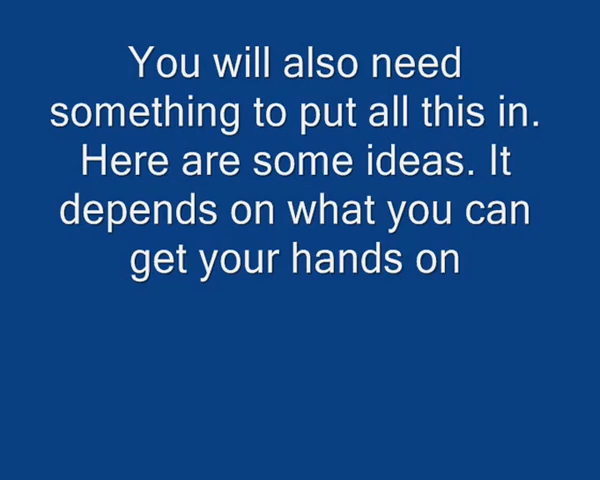 You will also need
something to put all this in.
Here are some ideas. It
depends on what you can
get your hands on